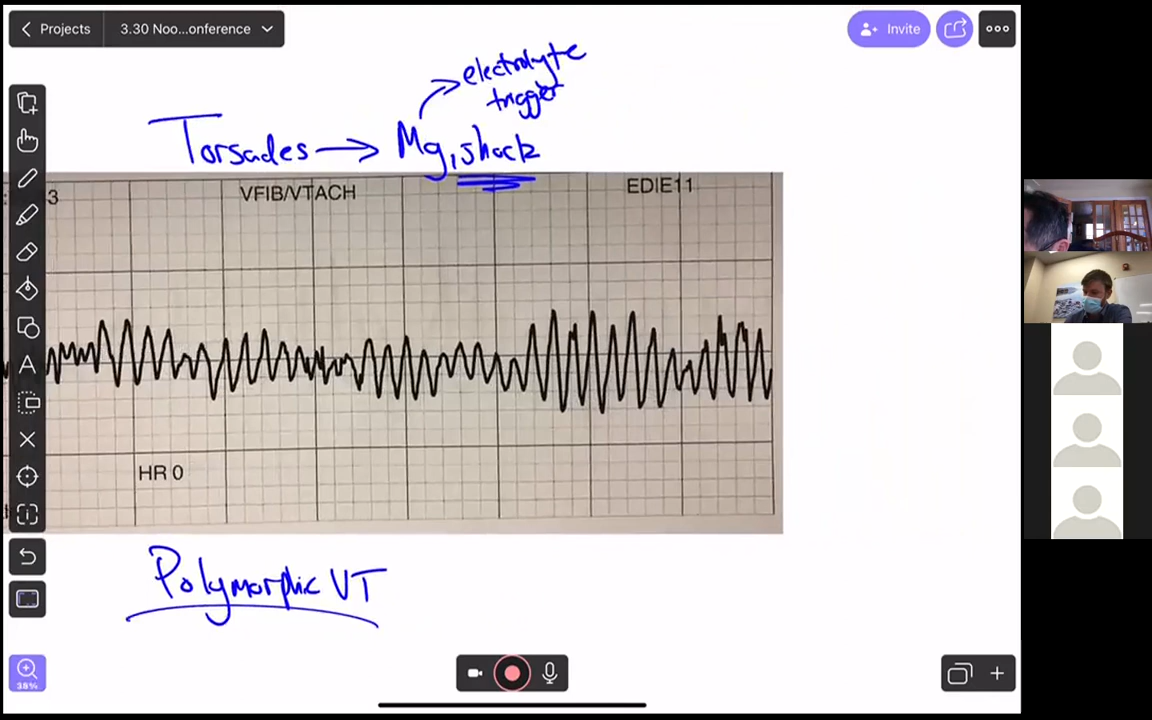 Projects
3.30 Noo...onference
Invite
electrolyte
trigger
Torsades → Mg, shock
3
VFIB/VTACH
EDIE11
HR 0
Polymorphic VT
38%